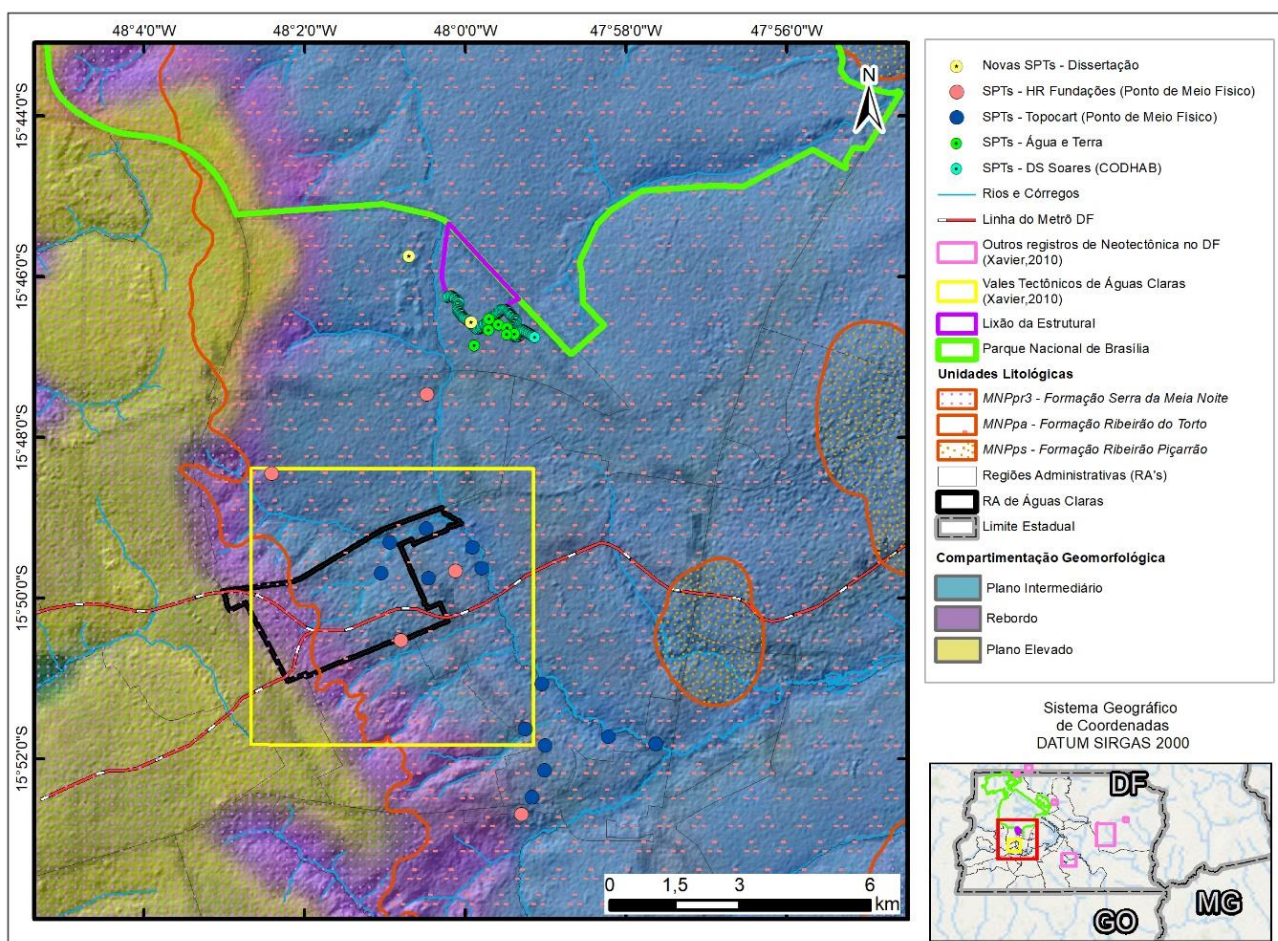 48°4'0"W
48°2'0"W
48°0'0"W
47°58'0"W
47°56'0"W
15°44'0"S
15°46'0"S
15°48'0"S
15°50'0"S
15°52'0"S
N
0 1,5 3 6
km
Novas SPTs - Dissertação
SPTs - HR Fundações (Ponto de Meio Fisico)
SPTs - Topocart (Ponto de Meio Físico)
SPTs - Água e Terra
SPTs - DS Soares (CODHAB)
Rios e Córregos
Linha do Metrô DF
Outros registros de Neotectônica no DF
(Xavier,2010)
Vales Tectônicos de Águas Claras
(Xavier,2010)
Lixão da Estrutural
Parque Nacional de Brasília
Unidades Litológicas
MNPpr3 - Formação Serra da Meia Noite
MNPpa - Formação Ribeirão do Torto
MNPps - Formação Ribeirão Piçarrão
Regiões Administrativas (RA's)
RA de Águas Claras
Limite Estadual
Compartimentação Geomorfológica
Plano Intermediário
Rebordo
Plano Elevado
Sistema Geográfico
de Coordenadas
DATUM SIRGAS 2000
DF
GO
MG